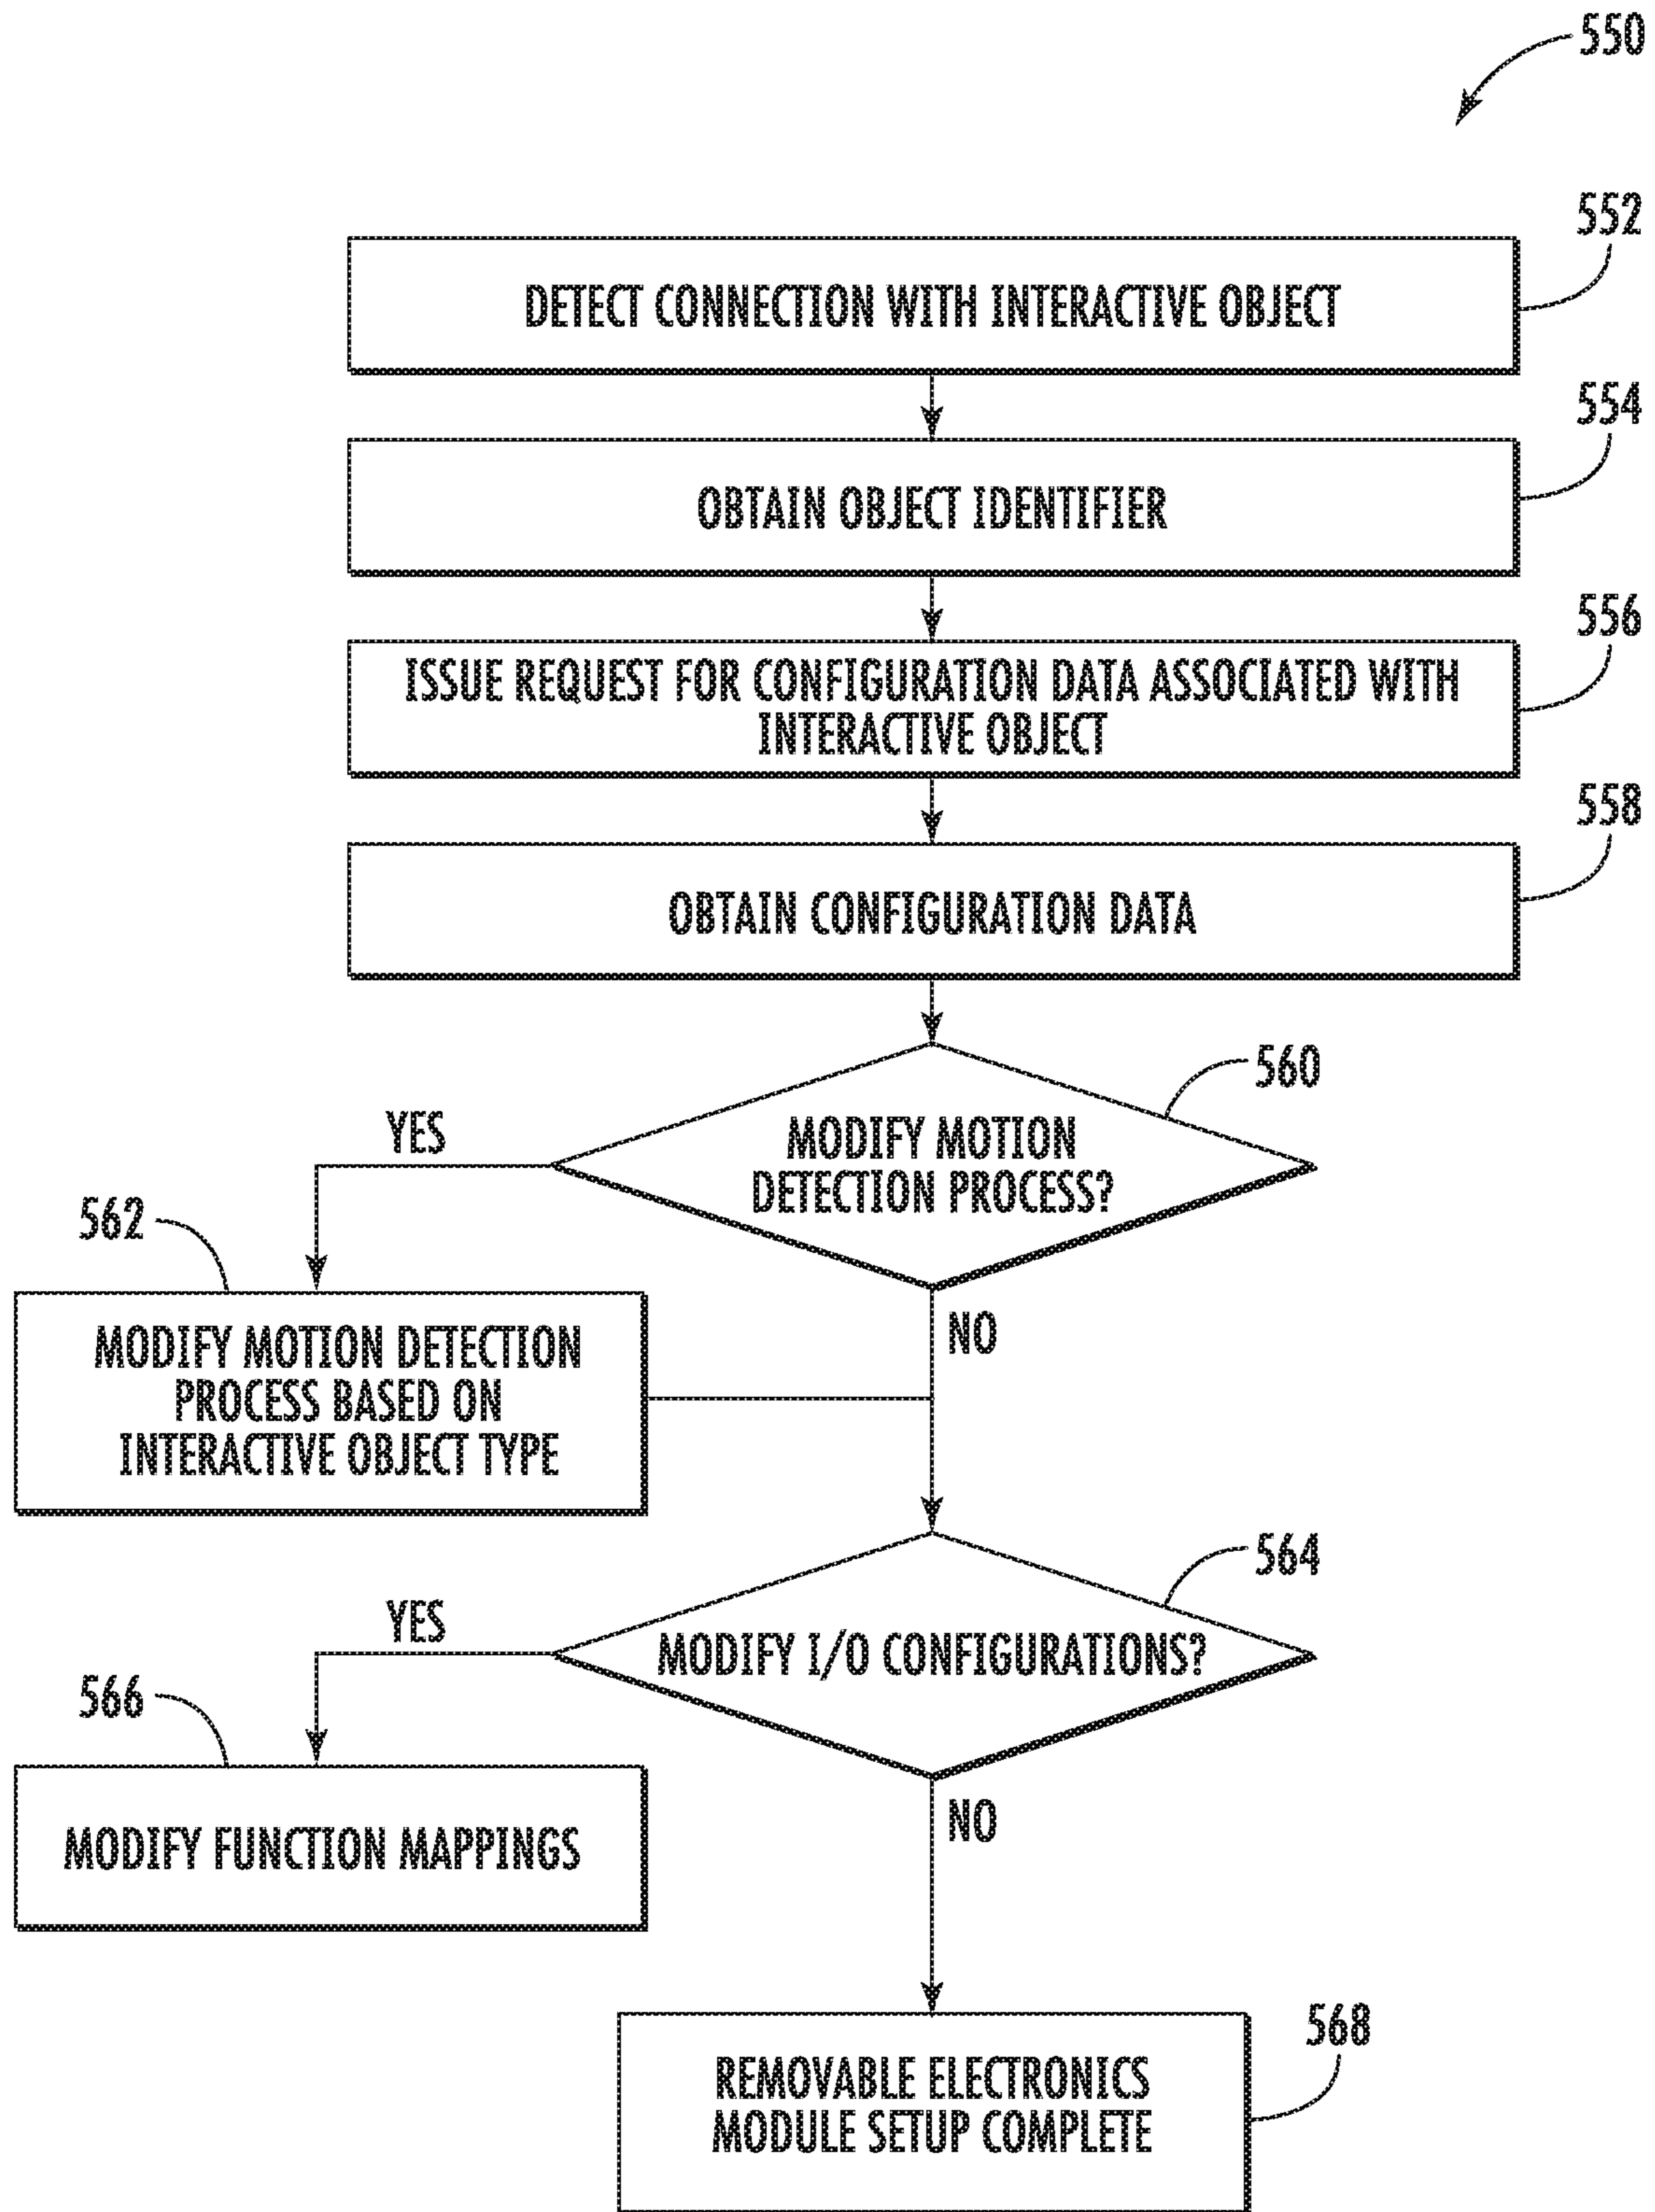 550
552
DETECT CONNECTION WITH INTERACTIVE OBJECT
554
OBTAIN OBJECT IDENTIFIER
556
ISSUE REQUEST FOR CONFIGURATION DATA ASSOCIATED WITH
INTERACTIVE OBJECT
558
OBTAIN CONFIGURATION DATA
560
MODIFY MOTION
DETECTION PROCESS?
YES
562
NO
MODIFY MOTION DETECTION
PROCESS BASED ON
INTERACTIVE OBJECT TYPE
564
MODIFY I/O CONFIGURATIONS?
YES
566
NO
MODIFY FUNCTION MAPPINGS
568
REMOVABLE ELECTRONICS
MODULE SETUP COMPLETE